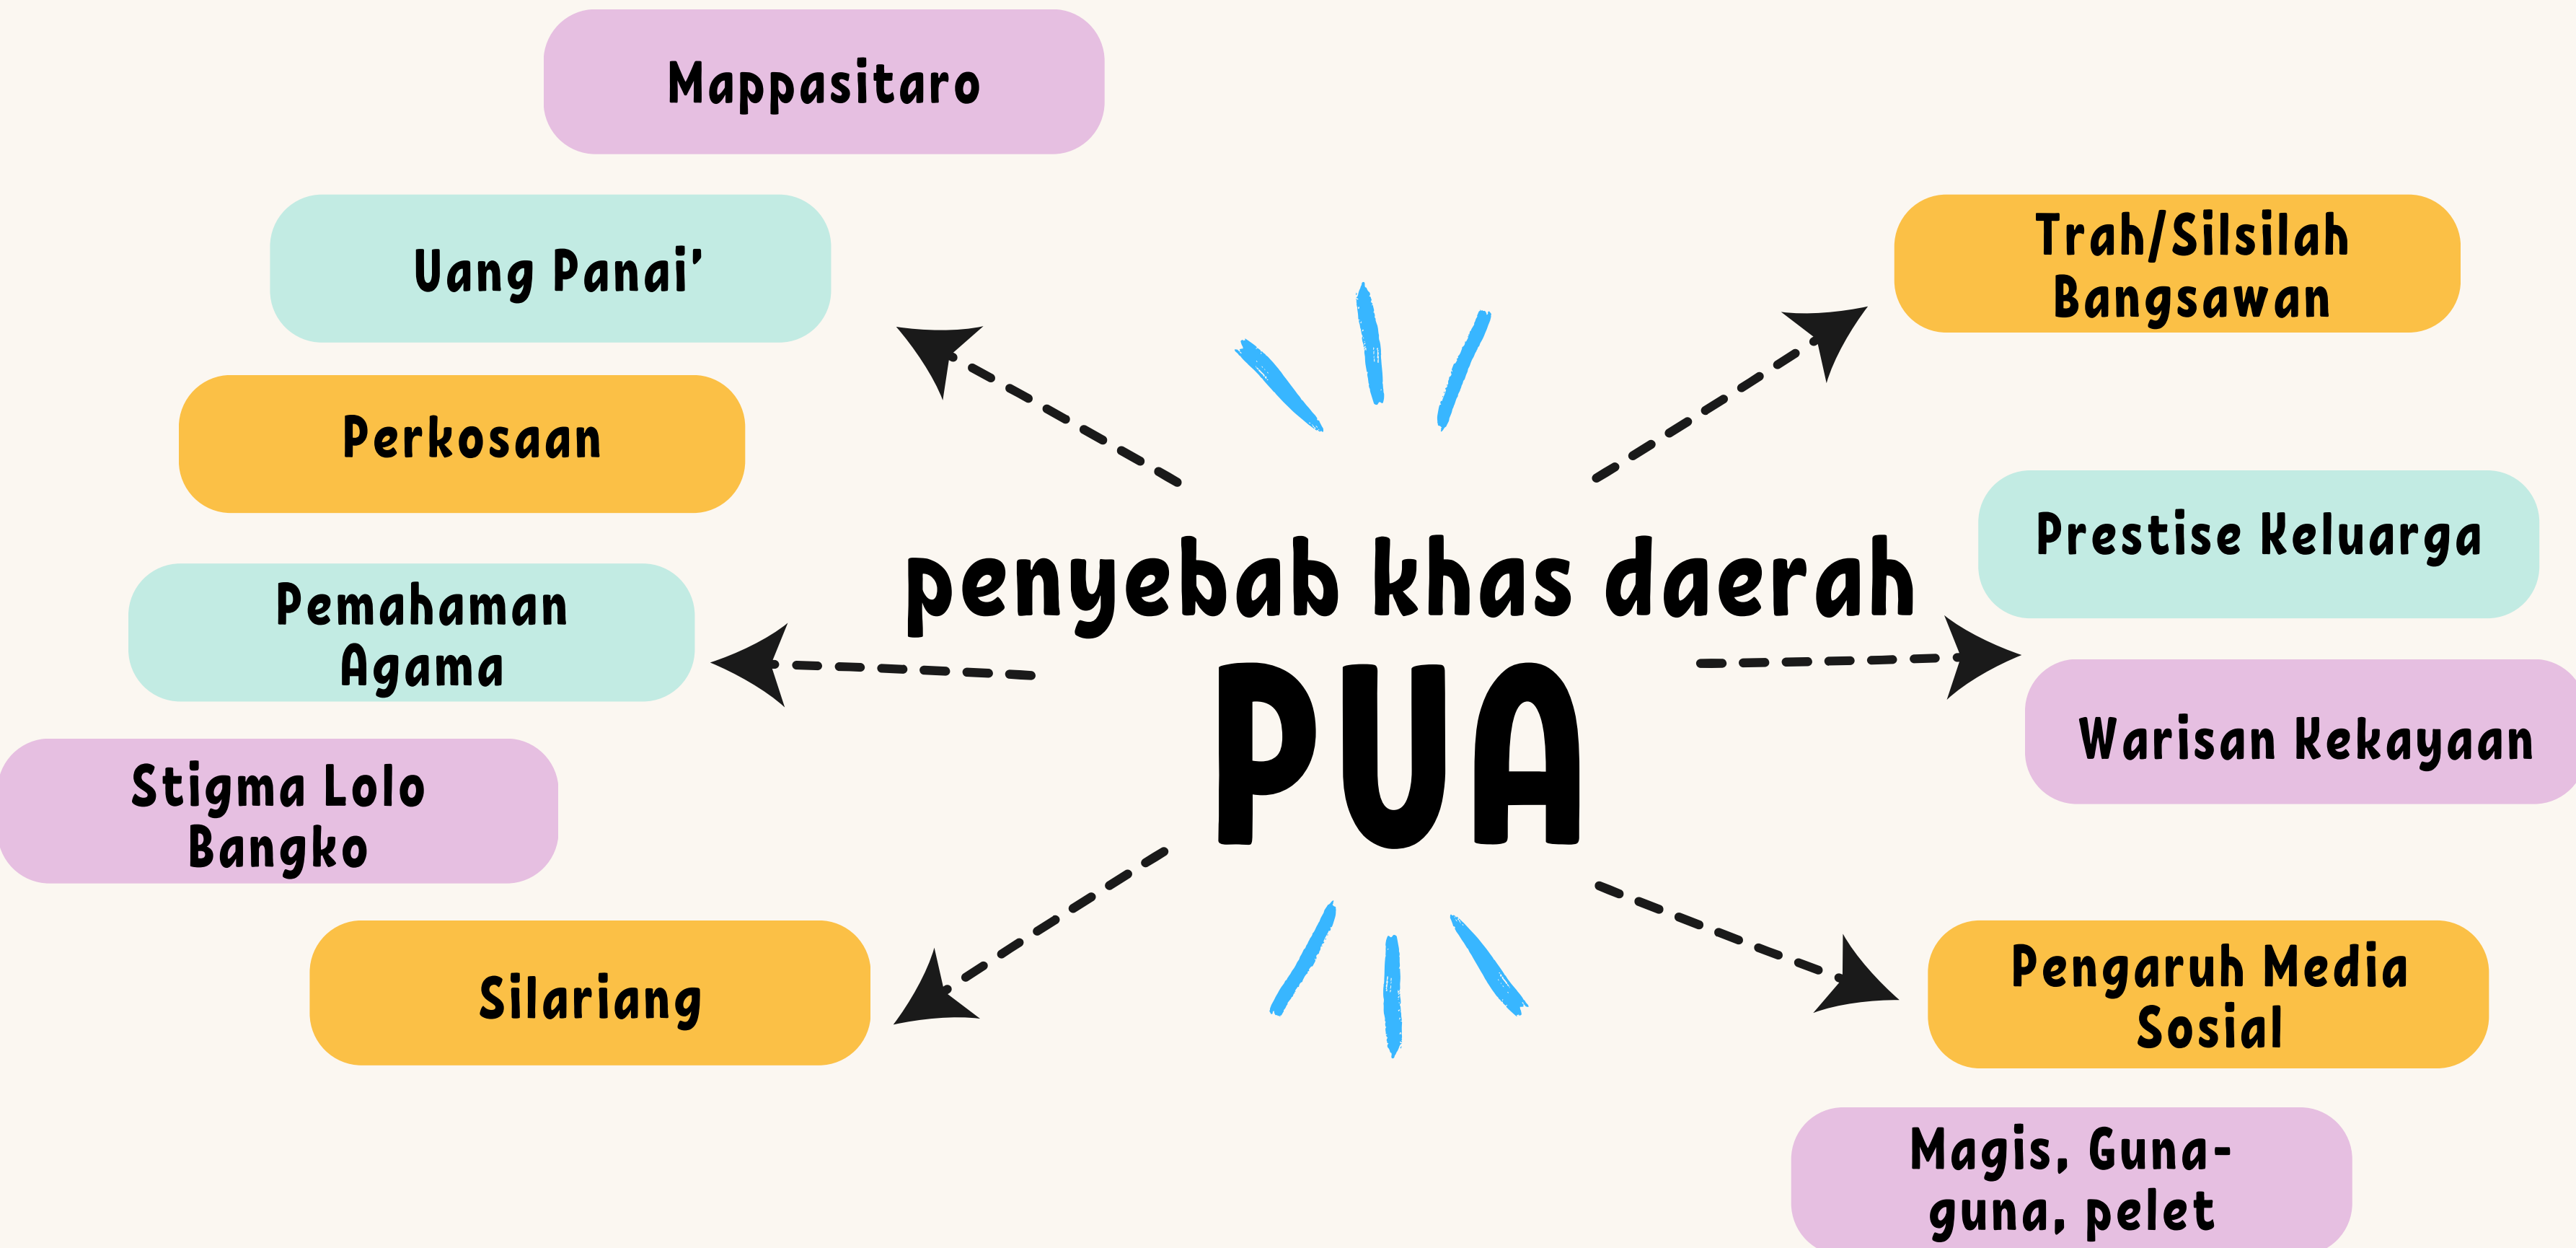 Mappasitaro
Uang Panai'
Perkosaan
Pemahaman
Agama
Stigma Lolo
Bangko
Silariang
penyebab khas daerah
PUA
Trah/Silsilah
Bangsawan
Prestise Keluarga
Warisan Kekayaan
Pengaruh Media
Sosial
Magis, Guna-
guna, pelet